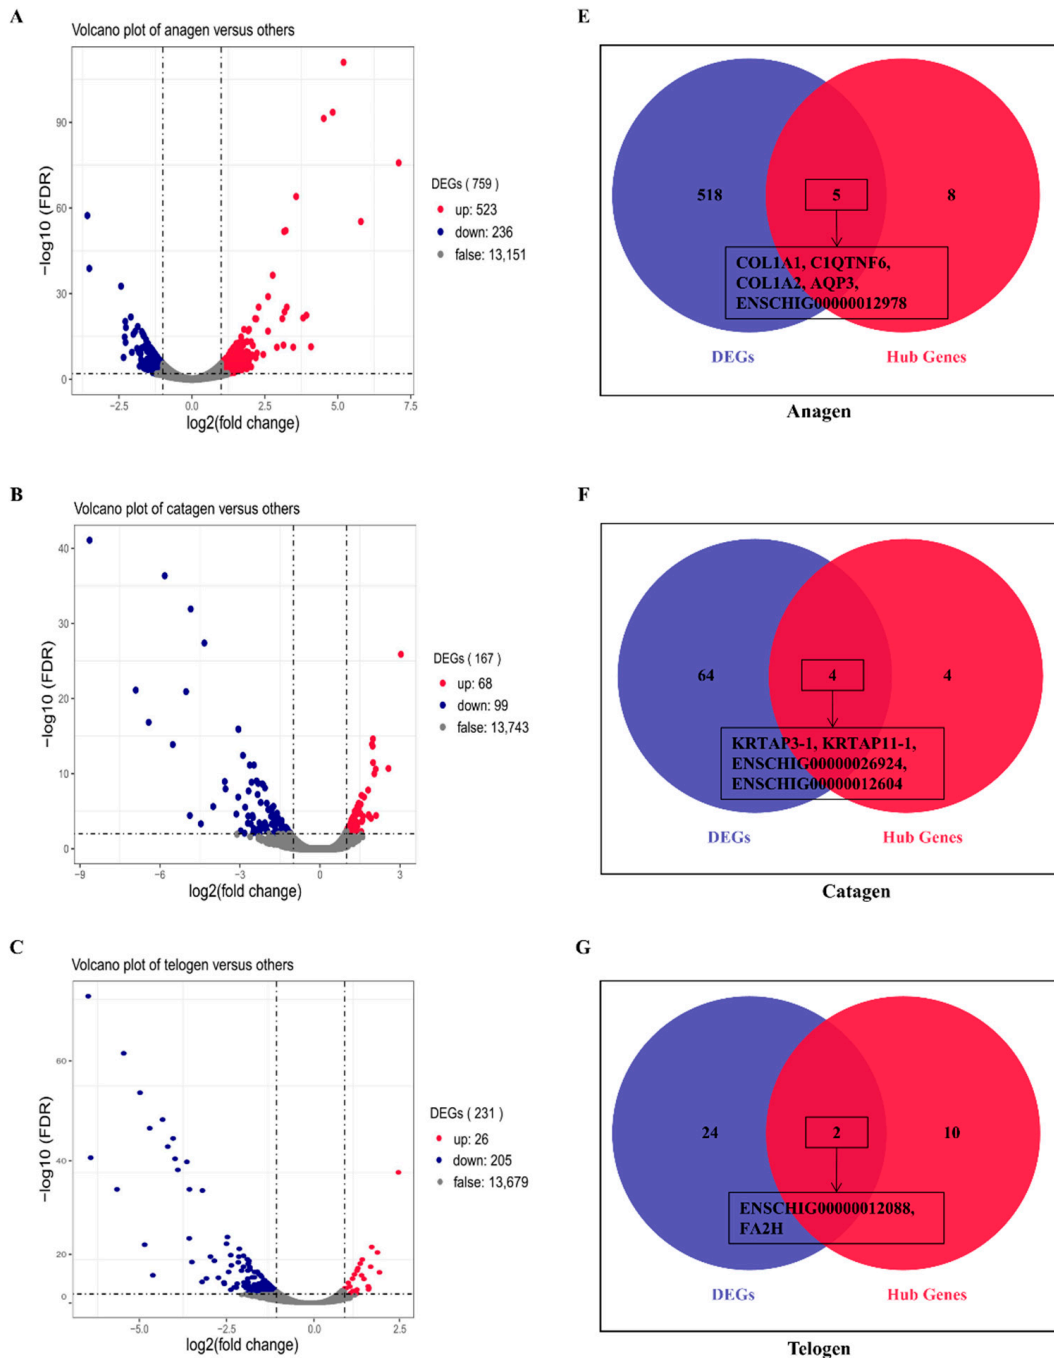 A
Volcano plot of anagen versus others
−log10 (FDR)
90
60
30
0
−2.5
0.0
2.5
5.0
7.5
log2(fold change)
DEGs ( 759 )
up: 523
down: 236
false: 13,151
E
518
5
8
COL1A1, C1QTNF6,
COL1A2, AQP3,
ENSCHIG00000012978
DEGs
Hub Genes
Anagen
B
Volcano plot of catagen versus others
−log10 (FDR)
40
30
20
10
0
−9
−6
−3
0
3
log2(fold change)
DEGs ( 167 )
up: 68
down: 99
false: 13,743
F
64
4
4
KRTAP3-1, KRTAP11-1,
ENSCHIG00000026924,
ENSCHIG00000012604
DEGs
Hub Genes
Catagen
C
Volcano plot of telogen versus others
−log10 (FDR)
60
40
20
0
−5.0
−2.5
0.0
2.5
log2(fold change)
DEGs ( 231 )
up: 26
down: 205
false: 13,679
G
24
2
10
ENSCHIG00000012088,
FA2H
DEGs
Hub Genes
Telogen